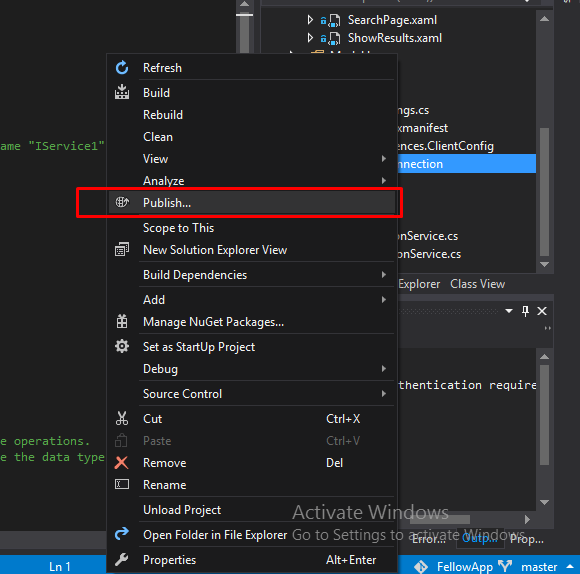 SearchPage.xaml
ShowResults.xaml
Refresh
Build
ame "IService1"
Rebuild
ngs.cs
Clean
xmanifest
ences.ClientConfig
View
nnection
Analyze
Publish...
Scope to This
onService.cs
New Solution Explorer View
onService.cs
Build Dependencies
Explorer Class View
Add
Manage NuGet Packages...
Set as StartUp Project
Debug
uthentication require
Source Control
Cut Ctrl+X
e operations.
Paste Ctrl+V
e the data type
Remove Del
Rename
Unload Project
Activate Windows
Open Folder in File Explorer
Go to Settings to activate Windows.
Error... Outp... Prop...
Properties Alt+Enter
Ln 1
FellowApp master